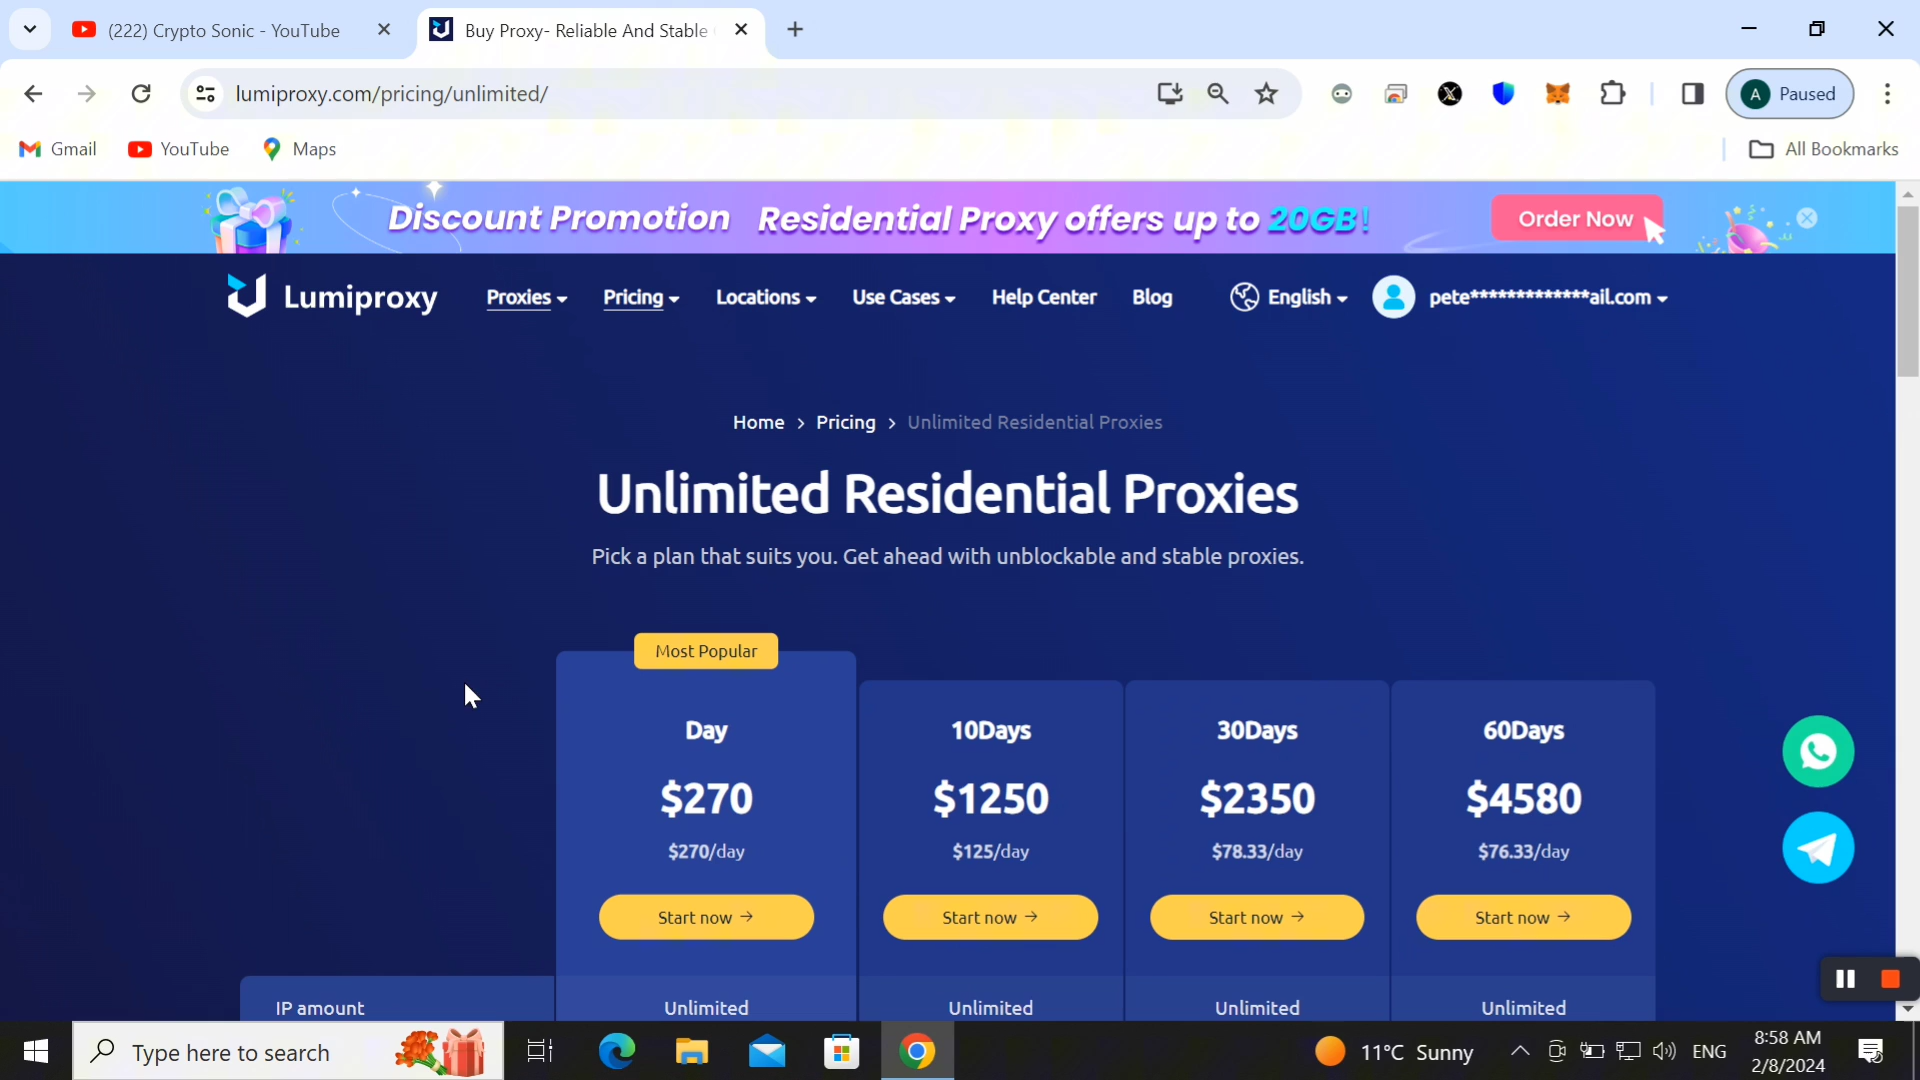 (222) Crypto Sonic - YouTube
Buy Proxy- Reliable And Stable
lumiproxy.com/pricing/unlimited/
A Paused
Gmail YouTube Maps All Bookmarks
Discount Promotion Residential Proxy offers up to 20GB! Order Now
Lumiproxy Proxies Pricing Locations Use Cases Help Center Blog English pete*************ail.com
Home > Pricing > Unlimited Residential Proxies
Unlimited Residential Proxies
Pick a plan that suits you. Get ahead with unblockable and stable proxies.
Most Popular
Day 10Days 30Days 60Days
$270 $1250 $2350 $4580
$270/day $125/day $78.33/day $76.33/day
Start now → Start now → Start now → Start now →
IP amount Unlimited Unlimited Unlimited Unlimited
Type here to search
11°C Sunny
ENG
8:58 AM
2/8/2024